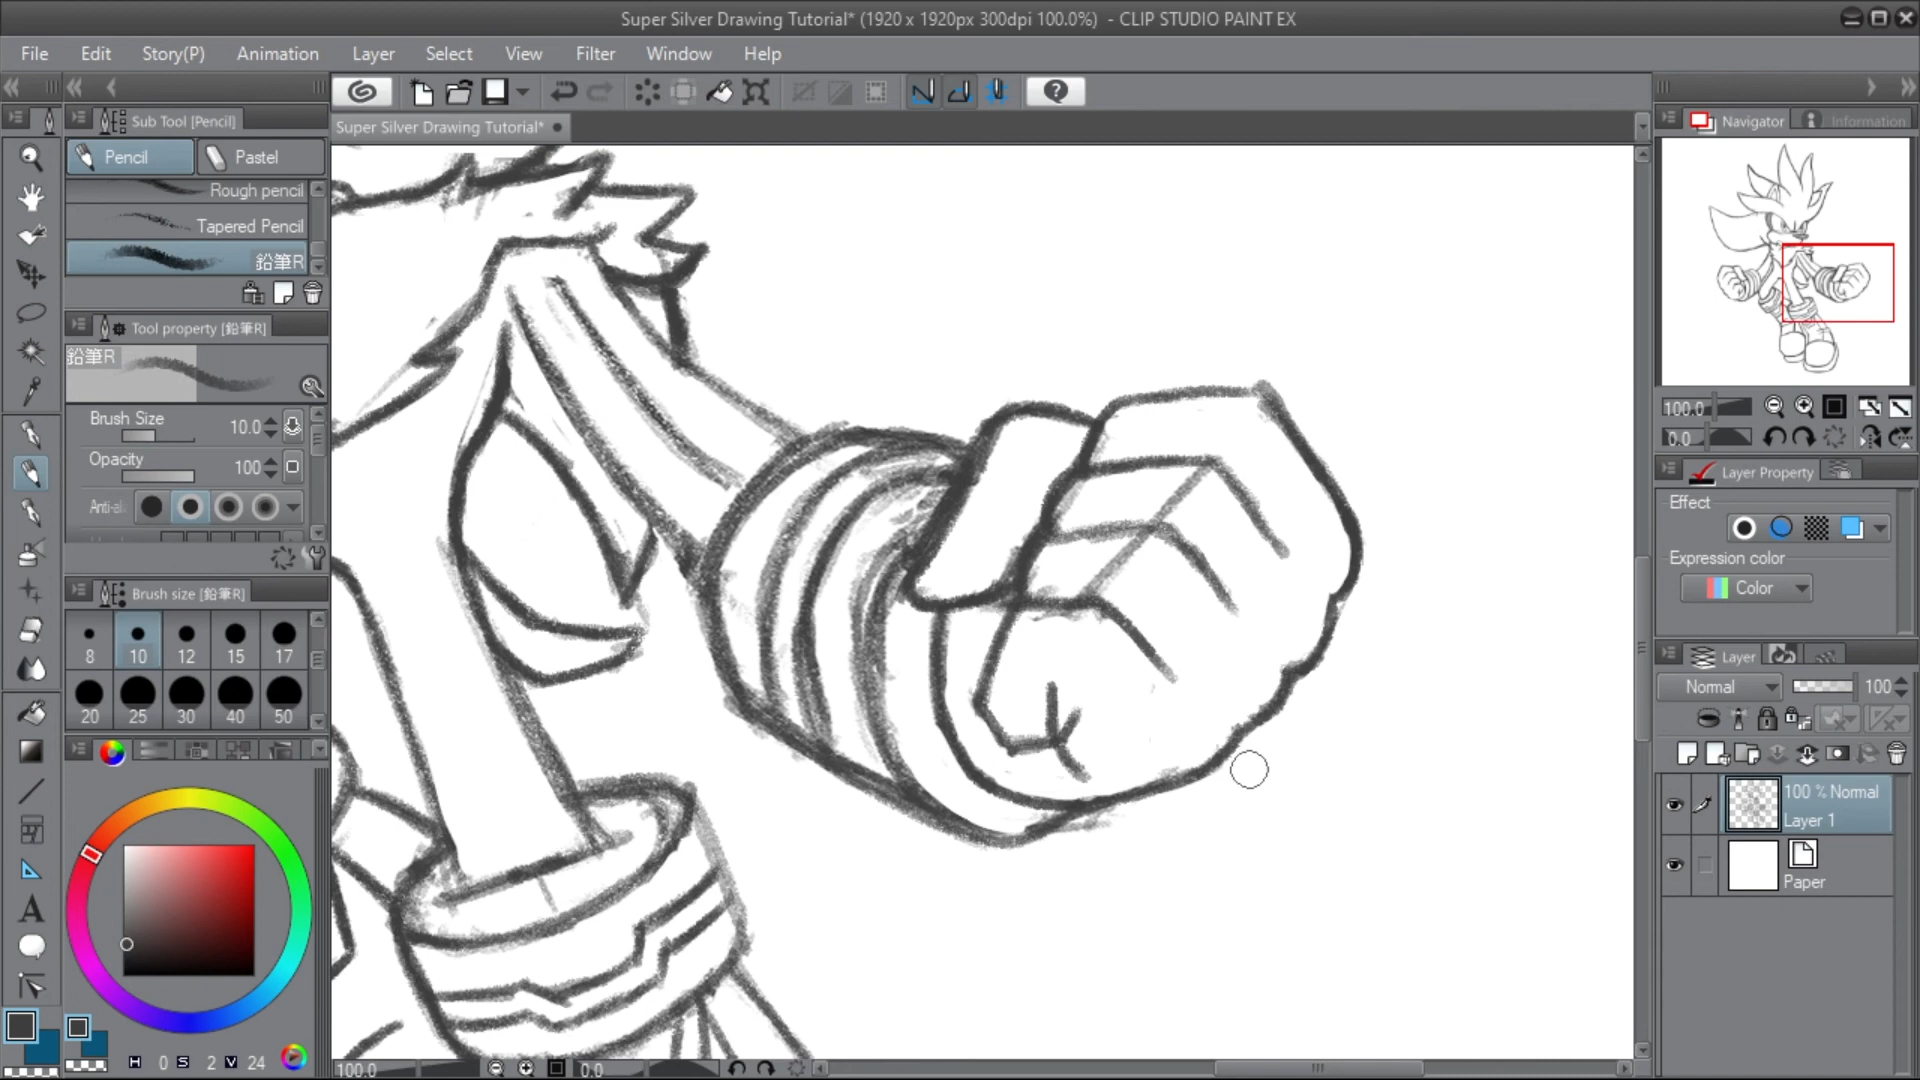 Super Silver Drawing Tutorial* (1920 x 1920px 300dpi 100.0%) - CLIP STUDIO PAINT EX
File Edit Story(P) Animation Layer Select View Filter Window Help
Sub Tool [Pencil]
Pencil Pastel
Rough pencil
Tapered Pencil
鉛筆R
Tool property [鉛筆R]
鉛筆R
Brush Size 10.0
Opacity 100
Anti-al
Brush size [鉛筆R]
8 10 12 15 17
20 25 30 40 50
H 0 S 2 V 24
Super Silver Drawing Tutorial*
100.0 0.0
Navigator Information
100.0
0.0
Layer Property
Effect
Expression color
Color
Layer
Normal 100
100 % Normal
Layer 1
Paper